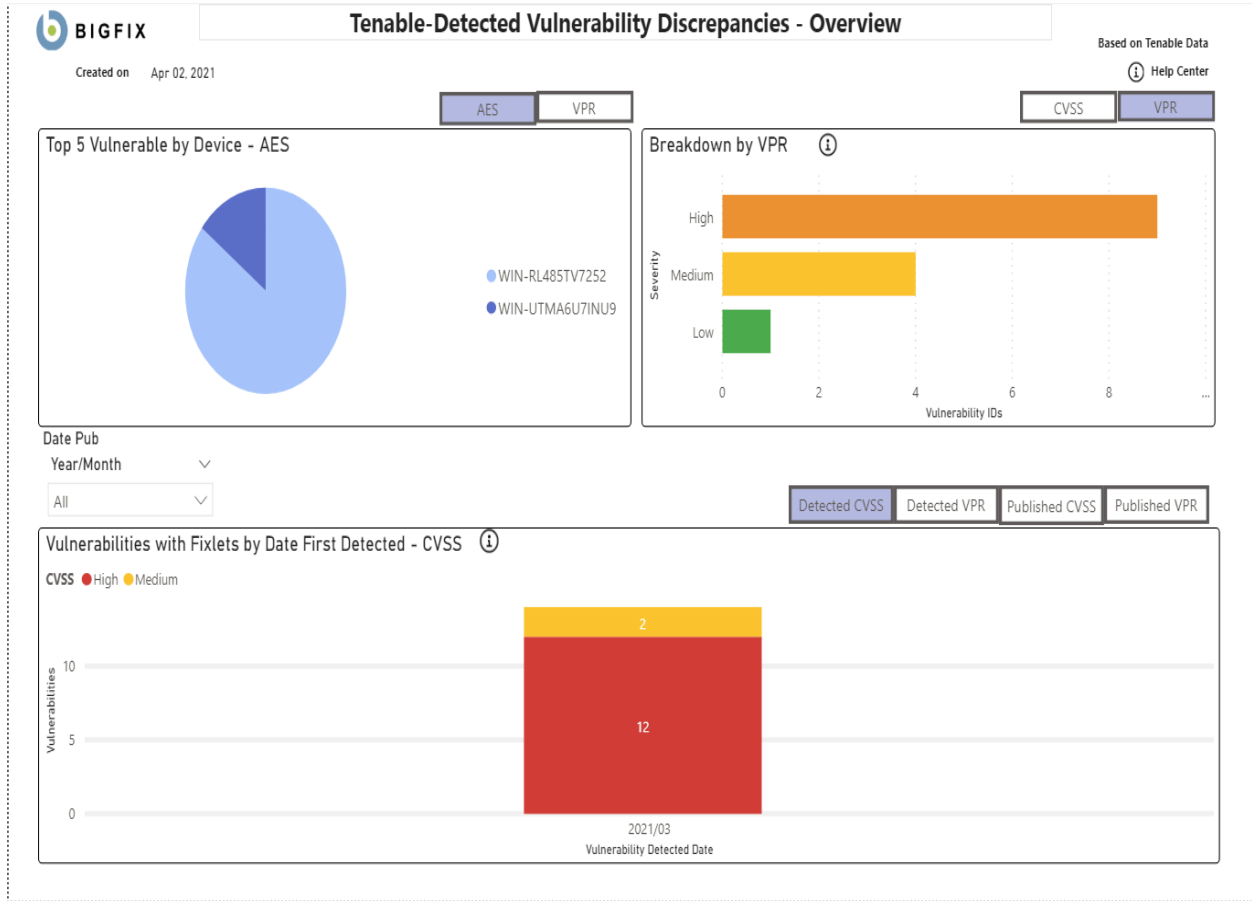 BIGFIX
Tenable-Detected Vulnerability Discrepancies - Overview
Based on Tenable Data
Created on Apr 02, 2021
Help Center
AES VPR
CVSS VPR
Top 5 Vulnerable by Device - AES
WIN-RL485TV7252
WIN-UTMA6U7INU9
Breakdown by VPR
Severity
High
Medium
Low
0 2 4 6 8 ...
Vulnerability IDs
Date Pub
Year/Month
All
Detected CVSS Detected VPR Published CVSS Published VPR
Vulnerabilities with Fixlets by Date First Detected - CVSS
CVSS High Medium
Vulnerabilities
10
5
0
2
12
2021/03
Vulnerability Detected Date